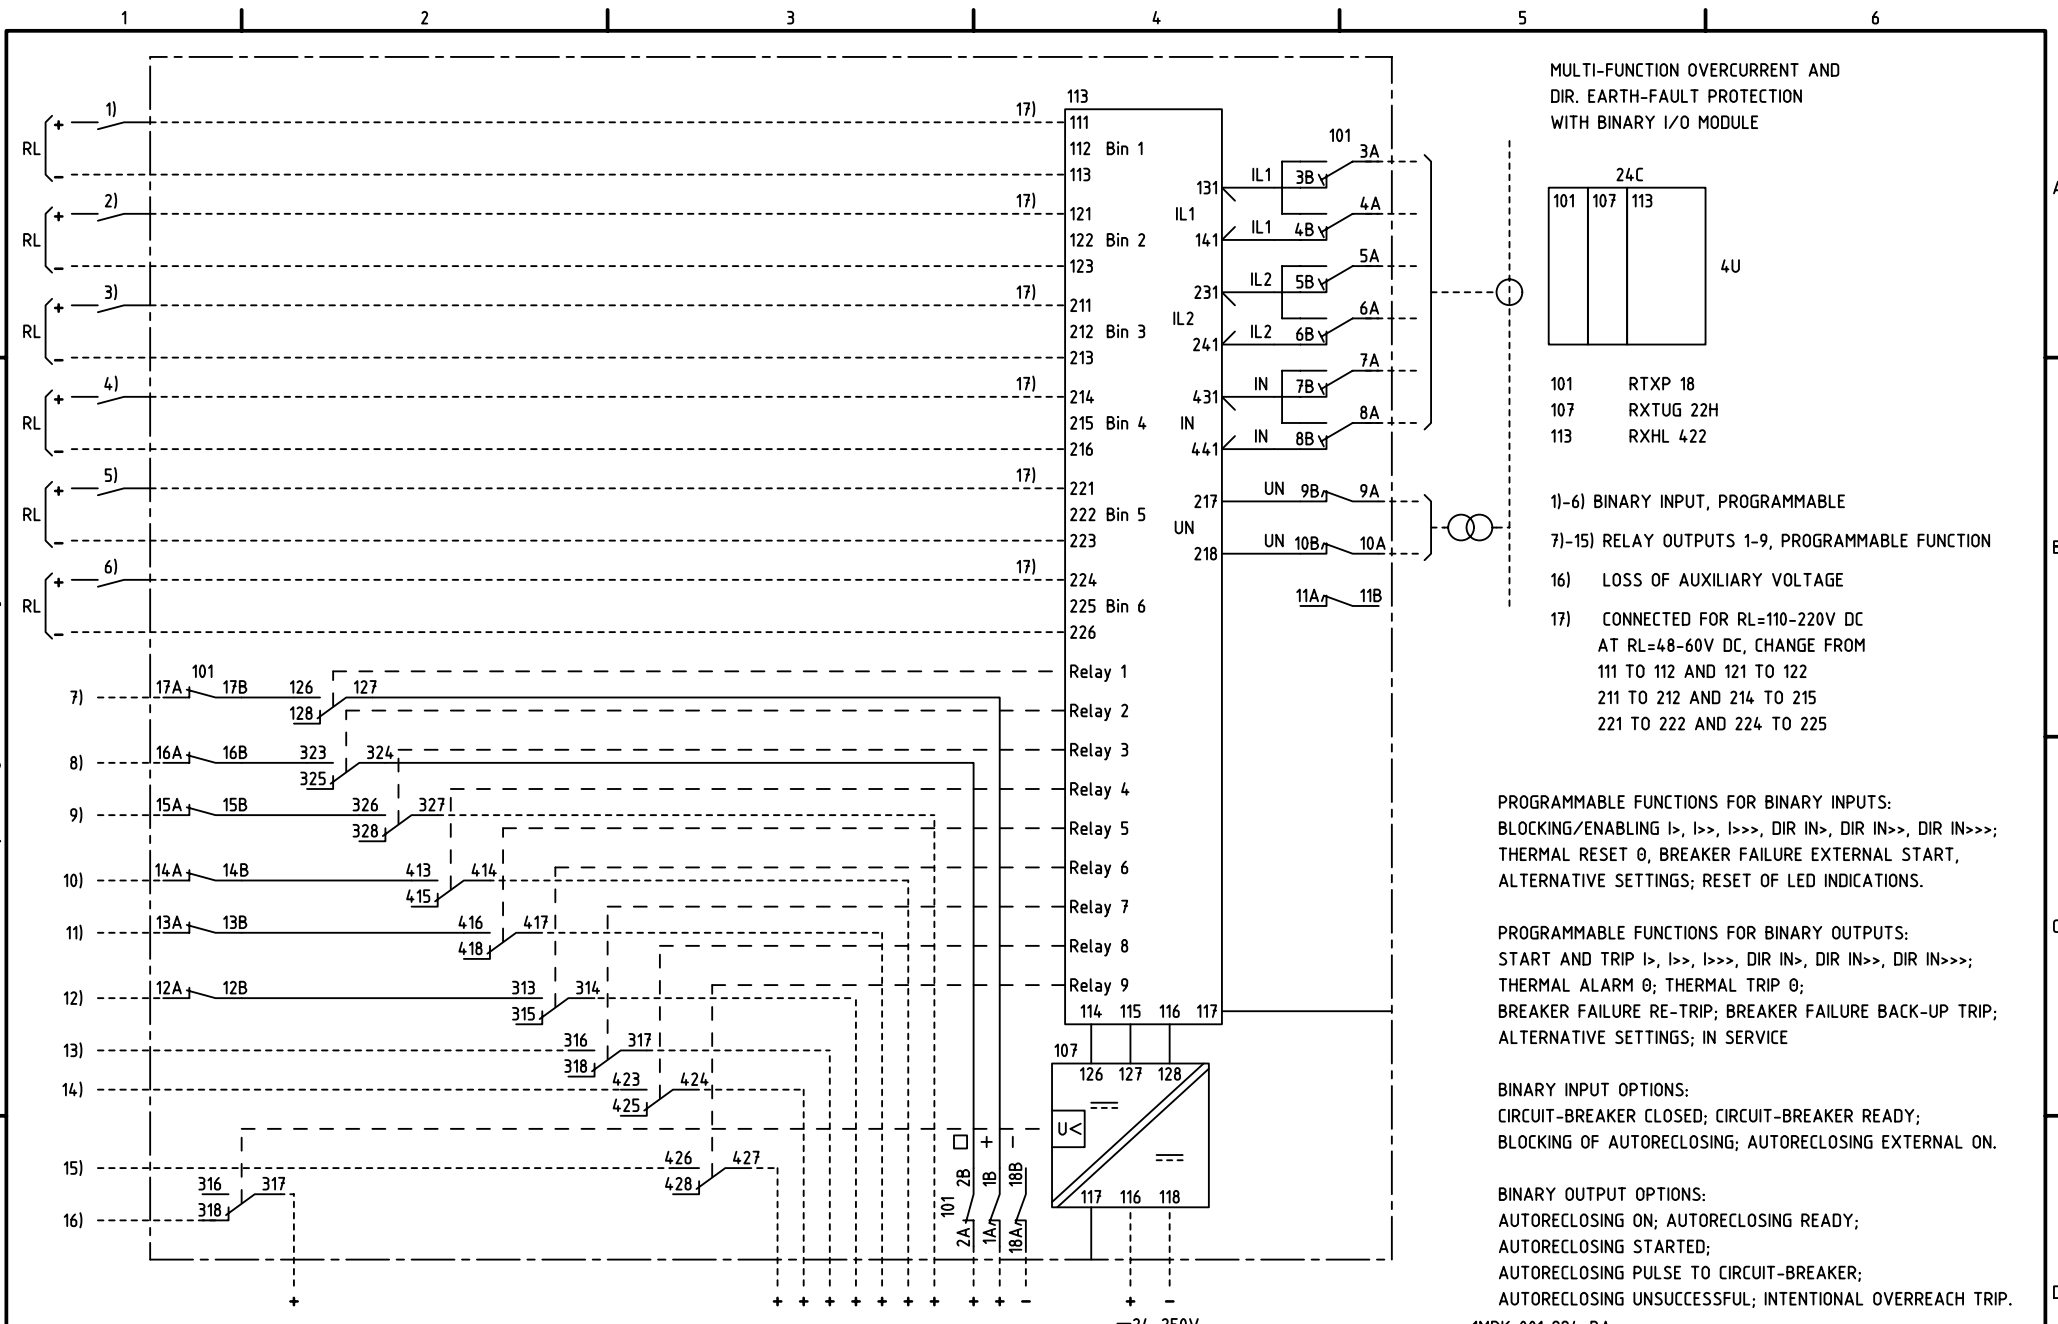 1 2 3 4 5 6
MULTI-FUNCTION OVERCURRENT AND
DIR. EARTH-FAULT PROTECTION
WITH BINARY I/O MODULE
24C
101 107 113
4U
101 RTXP 18
107 RXTUG 22H
113 RXHL 422
1)-6) BINARY INPUT, PROGRAMMABLE
7)-15) RELAY OUTPUTS 1-9, PROGRAMMABLE FUNCTION
16) LOSS OF AUXILIARY VOLTAGE
17) CONNECTED FOR RL=110-220V DC
AT RL=48-60V DC, CHANGE FROM
111 TO 112 AND 121 TO 122
211 TO 212 AND 214 TO 215
221 TO 222 AND 224 TO 225
PROGRAMMABLE FUNCTIONS FOR BINARY INPUTS:
BLOCKING/ENABLING I>, I>>, I>>>, DIR IN>, DIR IN>>, DIR IN>>>;
THERMAL RESET Θ, BREAKER FAILURE EXTERNAL START,
ALTERNATIVE SETTINGS; RESET OF LED INDICATIONS.
PROGRAMMABLE FUNCTIONS FOR BINARY OUTPUTS:
START AND TRIP I>, I>>, I>>>, DIR IN>, DIR IN>>, DIR IN>>>;
THERMAL ALARM Θ; THERMAL TRIP Θ;
BREAKER FAILURE RE-TRIP; BREAKER FAILURE BACK-UP TRIP;
ALTERNATIVE SETTINGS; IN SERVICE
BINARY INPUT OPTIONS:
CIRCUIT-BREAKER CLOSED; CIRCUIT-BREAKER READY;
BLOCKING OF AUTORECLOSING; AUTORECLOSING EXTERNAL ON.
BINARY OUTPUT OPTIONS:
AUTORECLOSING ON; AUTORECLOSING READY;
AUTORECLOSING STARTED;
AUTORECLOSING PULSE TO CIRCUIT-BREAKER;
AUTORECLOSING UNSUCCESSFUL; INTENTIONAL OVERREACH TRIP.
113
RL + 1) 17) 111
112 Bin 1
- 113
RL + 2) 17) 121
122 Bin 2
- 123
RL + 3) 17) 211
212 Bin 3
- 213
RL + 4) 17) 214
215 Bin 4
- 216
RL + 5) 17) 221
222 Bin 5
- 223
RL + 6) 17) 224
225 Bin 6
- 226
101
131 IL1 3B 3A
IL1
141 IL1 4B 4A
231 IL2 5B 5A
IL2
241 IL2 6B 6A
431 IN 7B 7A
IN
441 IN 8B 8A
217 UN 9B 9A
UN
218 UN 10B 10A
11A 11B
Relay 1
Relay 2
Relay 3
Relay 4
Relay 5
Relay 6
Relay 7
Relay 8
Relay 9
101
7) 17A 17B 126 127
128
8) 16A 16B 323 324
325
9) 15A 15B 326 327
328
10) 14A 14B 413 414
415
11) 13A 13B 416 417
418
12) 12A 12B 313 314
315
13) 316 317
318
14) 423 424
425
15) 426 427
428
316 317
16) 318
114 115 116 117
107
126 127 128
U<
117 116 118
+ -
101
2B 1B 18B
2A 1A 18A
+ + + + + + + + + + -
+ -